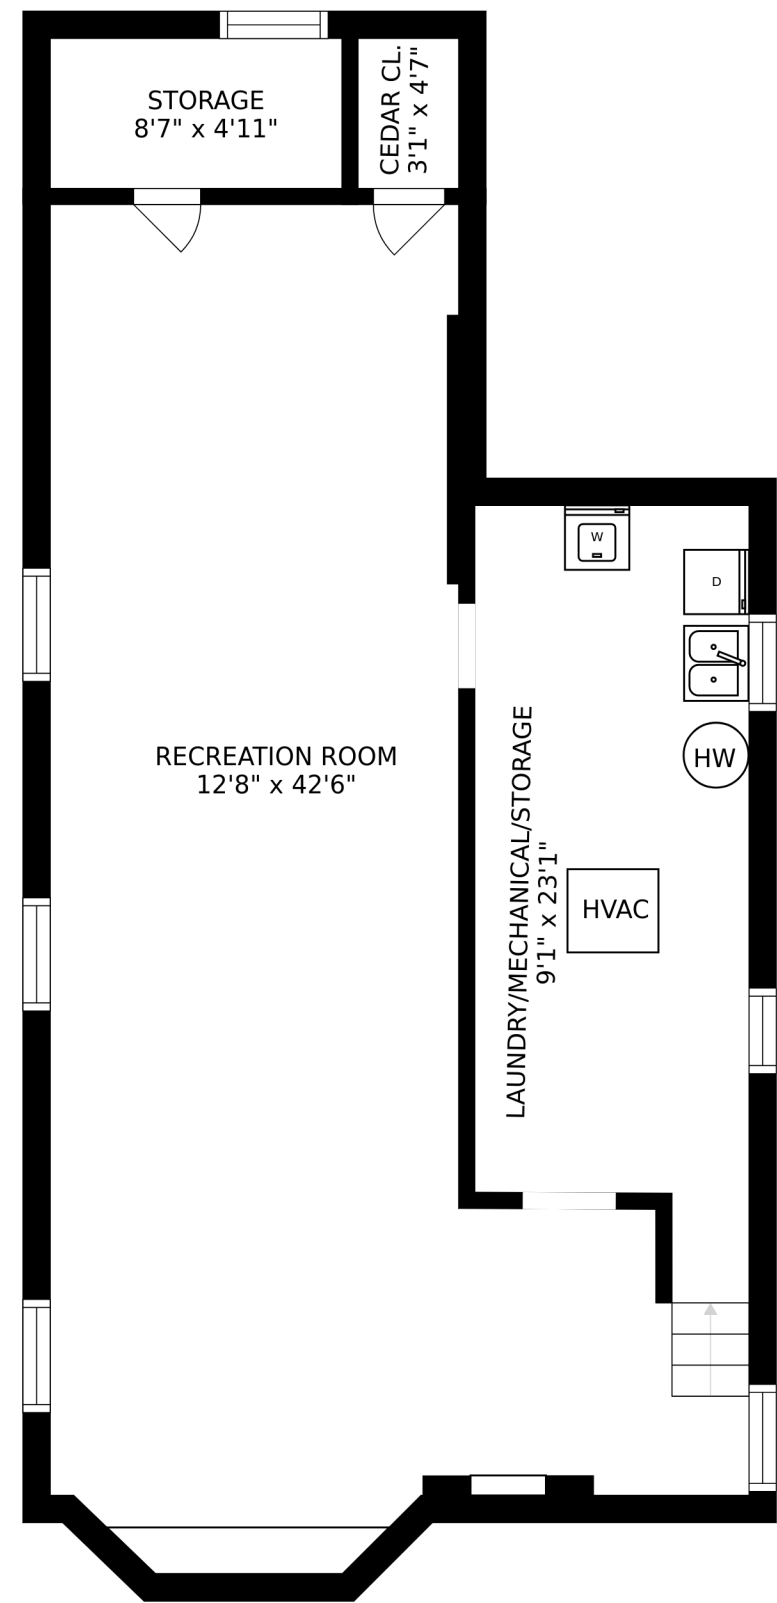 STORAGE
8'7" x 4'11"
CEDAR CL.
3'1" x 4'7"
W
D
HW
RECREATION ROOM
12'8" x 42'6"
LAUNDRY/MECHANICAL/STORAGE
9'1" x 23'1"
HVAC